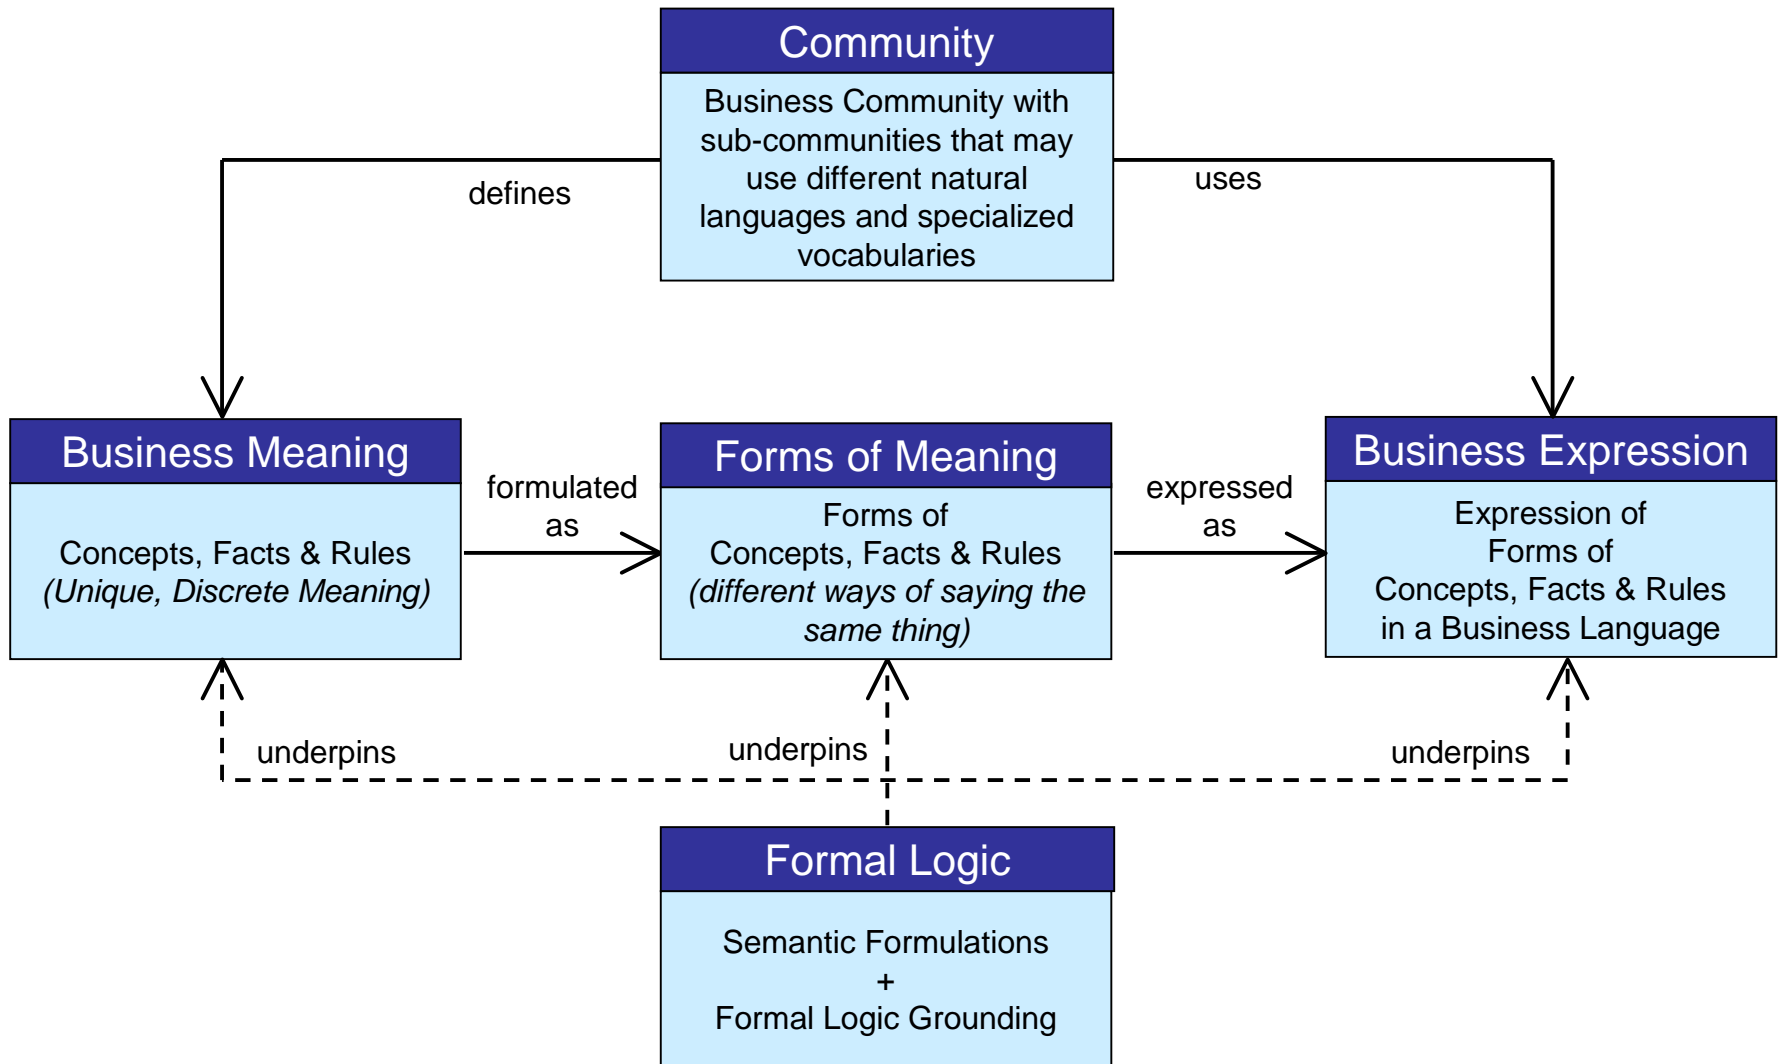 Community
Business Community with
sub-communities that may
use different natural
languages and specialized
vocabularies
defines
uses
Business Meaning
Concepts, Facts & Rules
(Unique, Discrete Meaning)
formulated
as
Forms of Meaning
Forms of
Concepts, Facts & Rules
(different ways of saying the
same thing)
expressed
as
Business Expression
Expression of
Forms of
Concepts, Facts & Rules
in a Business Language
underpins
underpins
underpins
Formal Logic
Semantic Formulations
+
Formal Logic Grounding